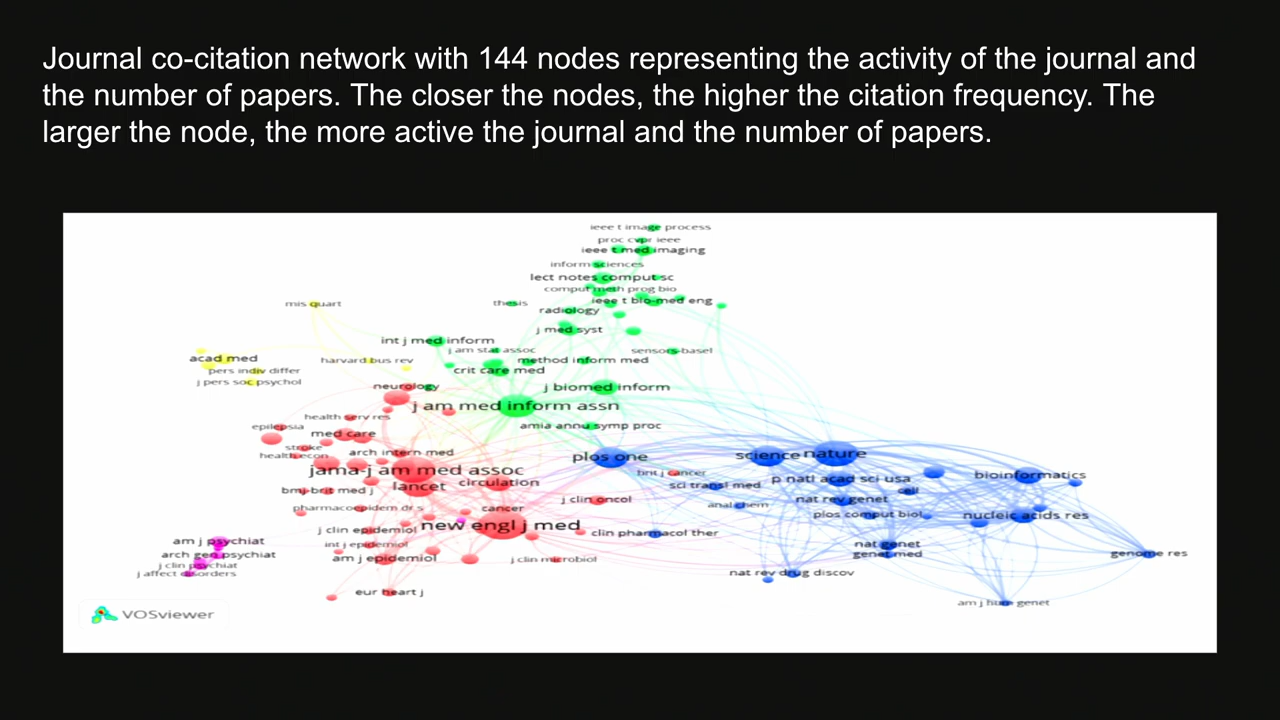 Journal co-citation network with 144 nodes representing the activity of the journal and
the number of papers. The closer the nodes, the higher the citation frequency. The
larger the node, the more active the journal and the number of papers.
ieee t image process
proc cvpr ieee
ieee t med imaging
inform sciences
lect notes comput sc
comput meth prog bio
mis quart
thesis
ieee t bio-med eng
radiology
j med syst
int j med inform
j am stat assoc
sensors-basel
acad med
harvard bus rev
method inform med
pers indiv differ
crit care med
j pers soc psychol
neurology
j biomed inform
j am med inform assn
health serv res
epilepsia
med care
amia annu symp proc
stroke
health econ
arch intern med
plos one
science
nature
jama-j am med assoc
brit j cancer
bioinformatics
p natl acad sci usa
lancet
circulation
sci transl med
bmj-brit med j
cell
j clin oncol
nat rev genet
pharmacoepidem dr s
cancer
anal chem
plos comput biol
nucleic acids res
new engl j med
j clin epidemiol
clin pharmacol ther
am j psychiat
int j epidemiol
nat genet
arch gen psychiat
am j epidemiol
j clin microbiol
genet med
genome res
j clin psychiat
j affect disorders
nat rev drug discov
eur heart j
am j hum genet
VOSviewer